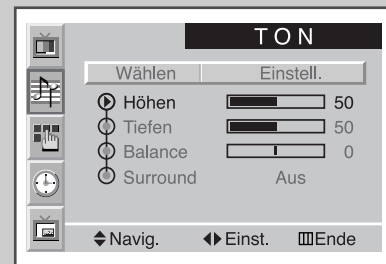 TON
Wählen Einstell.
Höhen 50
Tiefen 50
Balance 0
Surround Aus
Navig. Einst. Ende